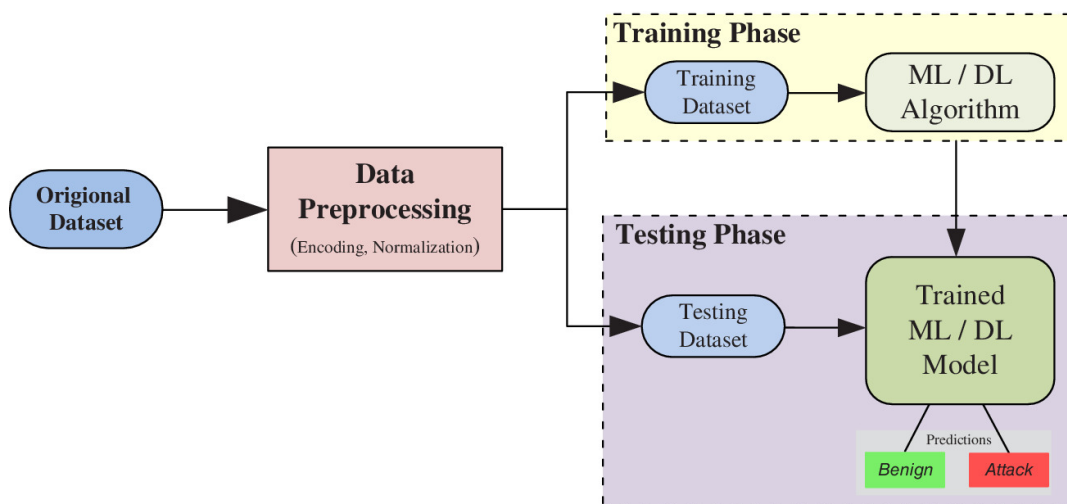 Origional
Dataset
Data
Preprocessing
(Encoding, Normalization)
Training Phase
Training
Dataset
ML / DL
Algorithm
Testing Phase
Testing
Dataset
Trained
ML / DL
Model
Predictions
Benign
Attack